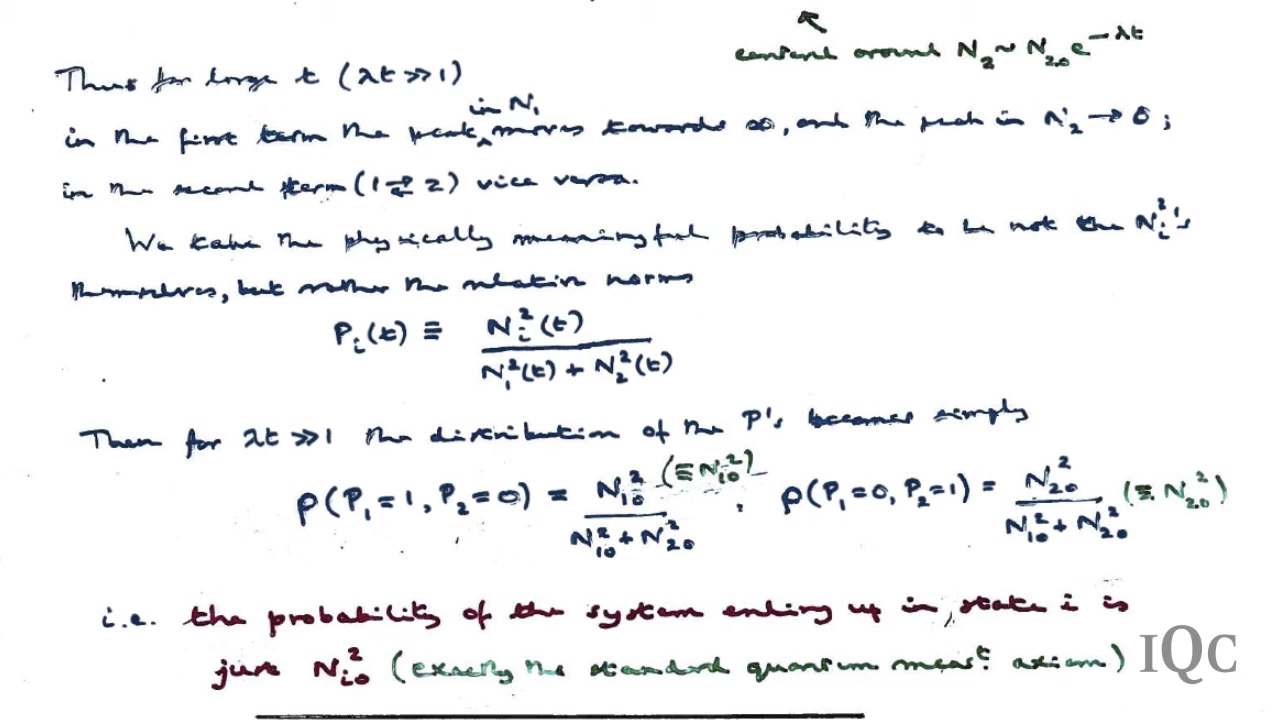 centered around N₂ ~ N₂₀ e^{-λt}
Thus for large t (λt ≫ 1)
in N₁
in the first term the peak ‸ moves towards ∞, and the peak in N₂ → 0 ;
in the second term (1 ⇄ 2) vice versa.
We take the physically meaningful probability to be not the Nᵢ²'s
themselves, but rather the relative norms
Pᵢ(t) ≡ Nᵢ²(t) / (N₁²(t) + N₂²(t))
Then for λt ≫ 1 the distribution of the P's becomes simply
ρ(P₁ = 1, P₂ = 0) = N₁₀² / (N₁₀² + N₂₀²) (≡ N₁₀²), ρ(P₁ = 0, P₂ = 1) = N₂₀² / (N₁₀² + N₂₀²) (≡ N₂₀²)
i.e. the probability of the system ending up in state i is
just Nᵢ₀² (exactly the standard quantum meas^t. axiom)
IQC